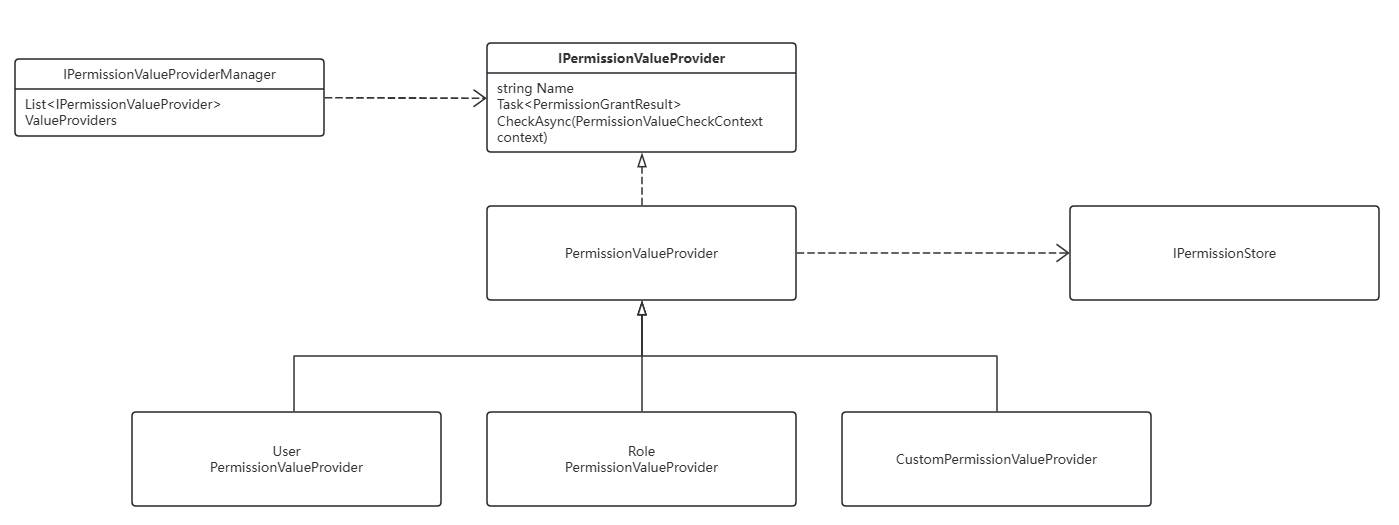 IPermissionValueProviderManager
List<IPermissionValueProvider>
ValueProviders
IPermissionValueProvider
string Name
Task<PermissionGrantResult>
CheckAsync(PermissionValueCheckContext
context)
PermissionValueProvider
IPermissionStore
User
PermissionValueProvider
Role
PermissionValueProvider
CustomPermissionValueProvider